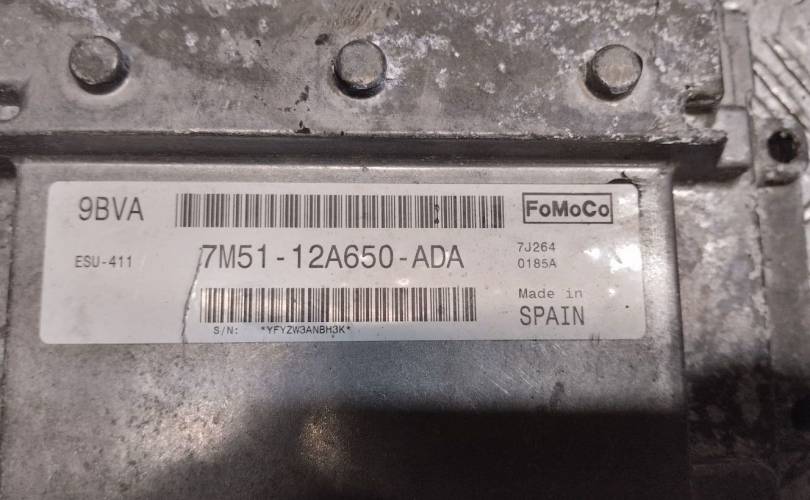 9BVA
FoMoCo
ESU-411
7M51-12A650-ADA
7J264
0185A
Made in
SPAIN
S/N: *YFYZW3ANBH3K*